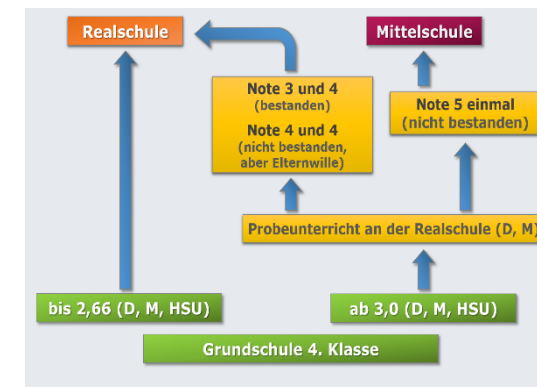 Realschule
Mittelschule
Note 3 und 4
(bestanden)
Note 4 und 4
(nicht bestanden,
aber Elternwille)
Note 5 einmal
(nicht bestanden)
Probeunterricht an der Realschule (D, M)
bis 2,66 (D, M, HSU)
ab 3,0 (D, M, HSU)
Grundschule 4. Klasse